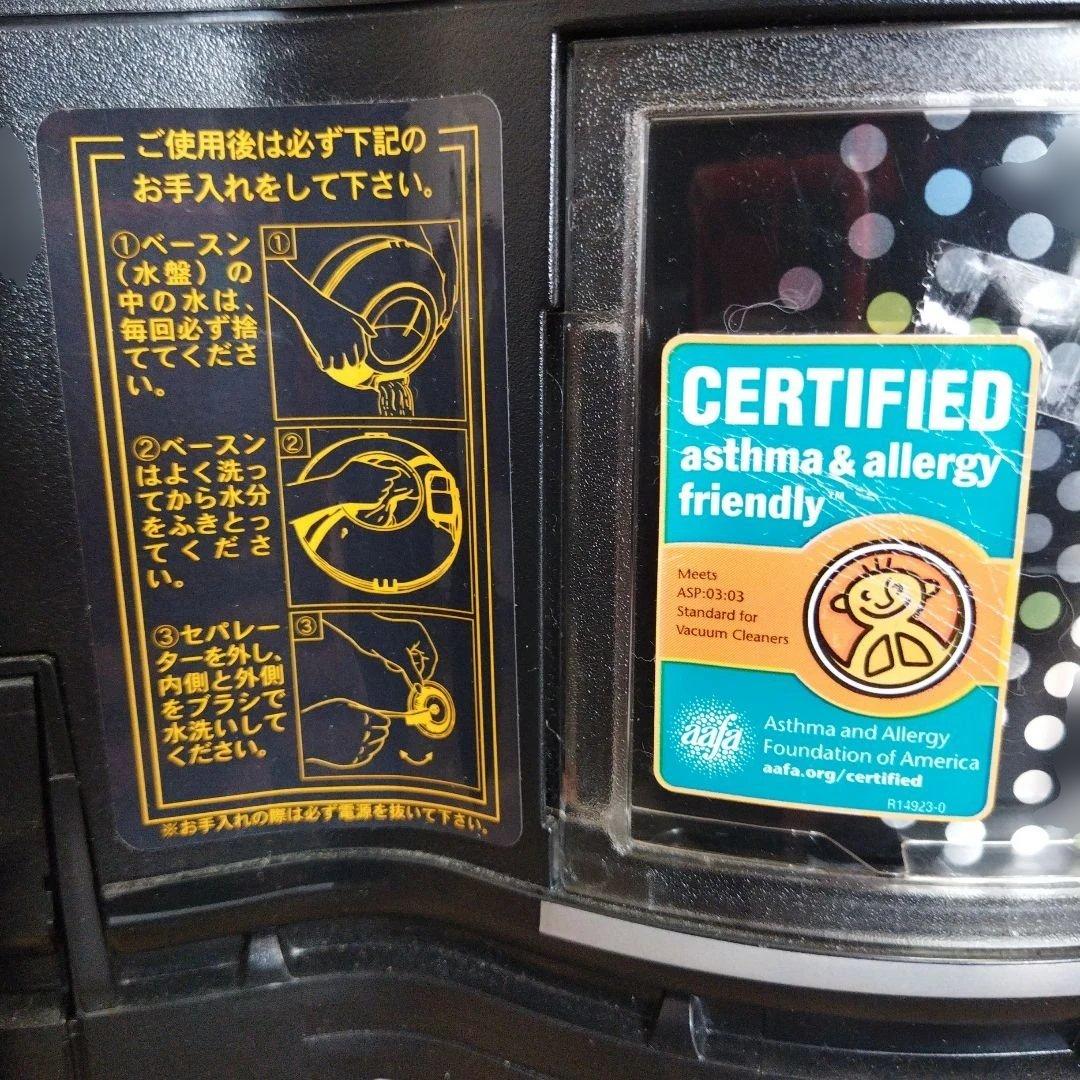 ご使用後は必ず下記の
お手入れをして下さい。
①ベースン
（水盤）の
中の水は、
毎回必ず捨
ててくださ
い。
①
②ベースン
はよく洗っ
てから水分
をふきとっ
てくださ
い。
②
③セパレー
ターを外し、
内側と外側
をブラシで
水洗いして
ください。
③
※お手入れの際は必ず電源を抜いて下さい。
CERTIFIED
asthma & allergy
friendly™
Meets
ASP:03:03
Standard for
Vacuum Cleaners
aafa
Asthma and Allergy
Foundation of America
aafa.org/certified
R14923-0